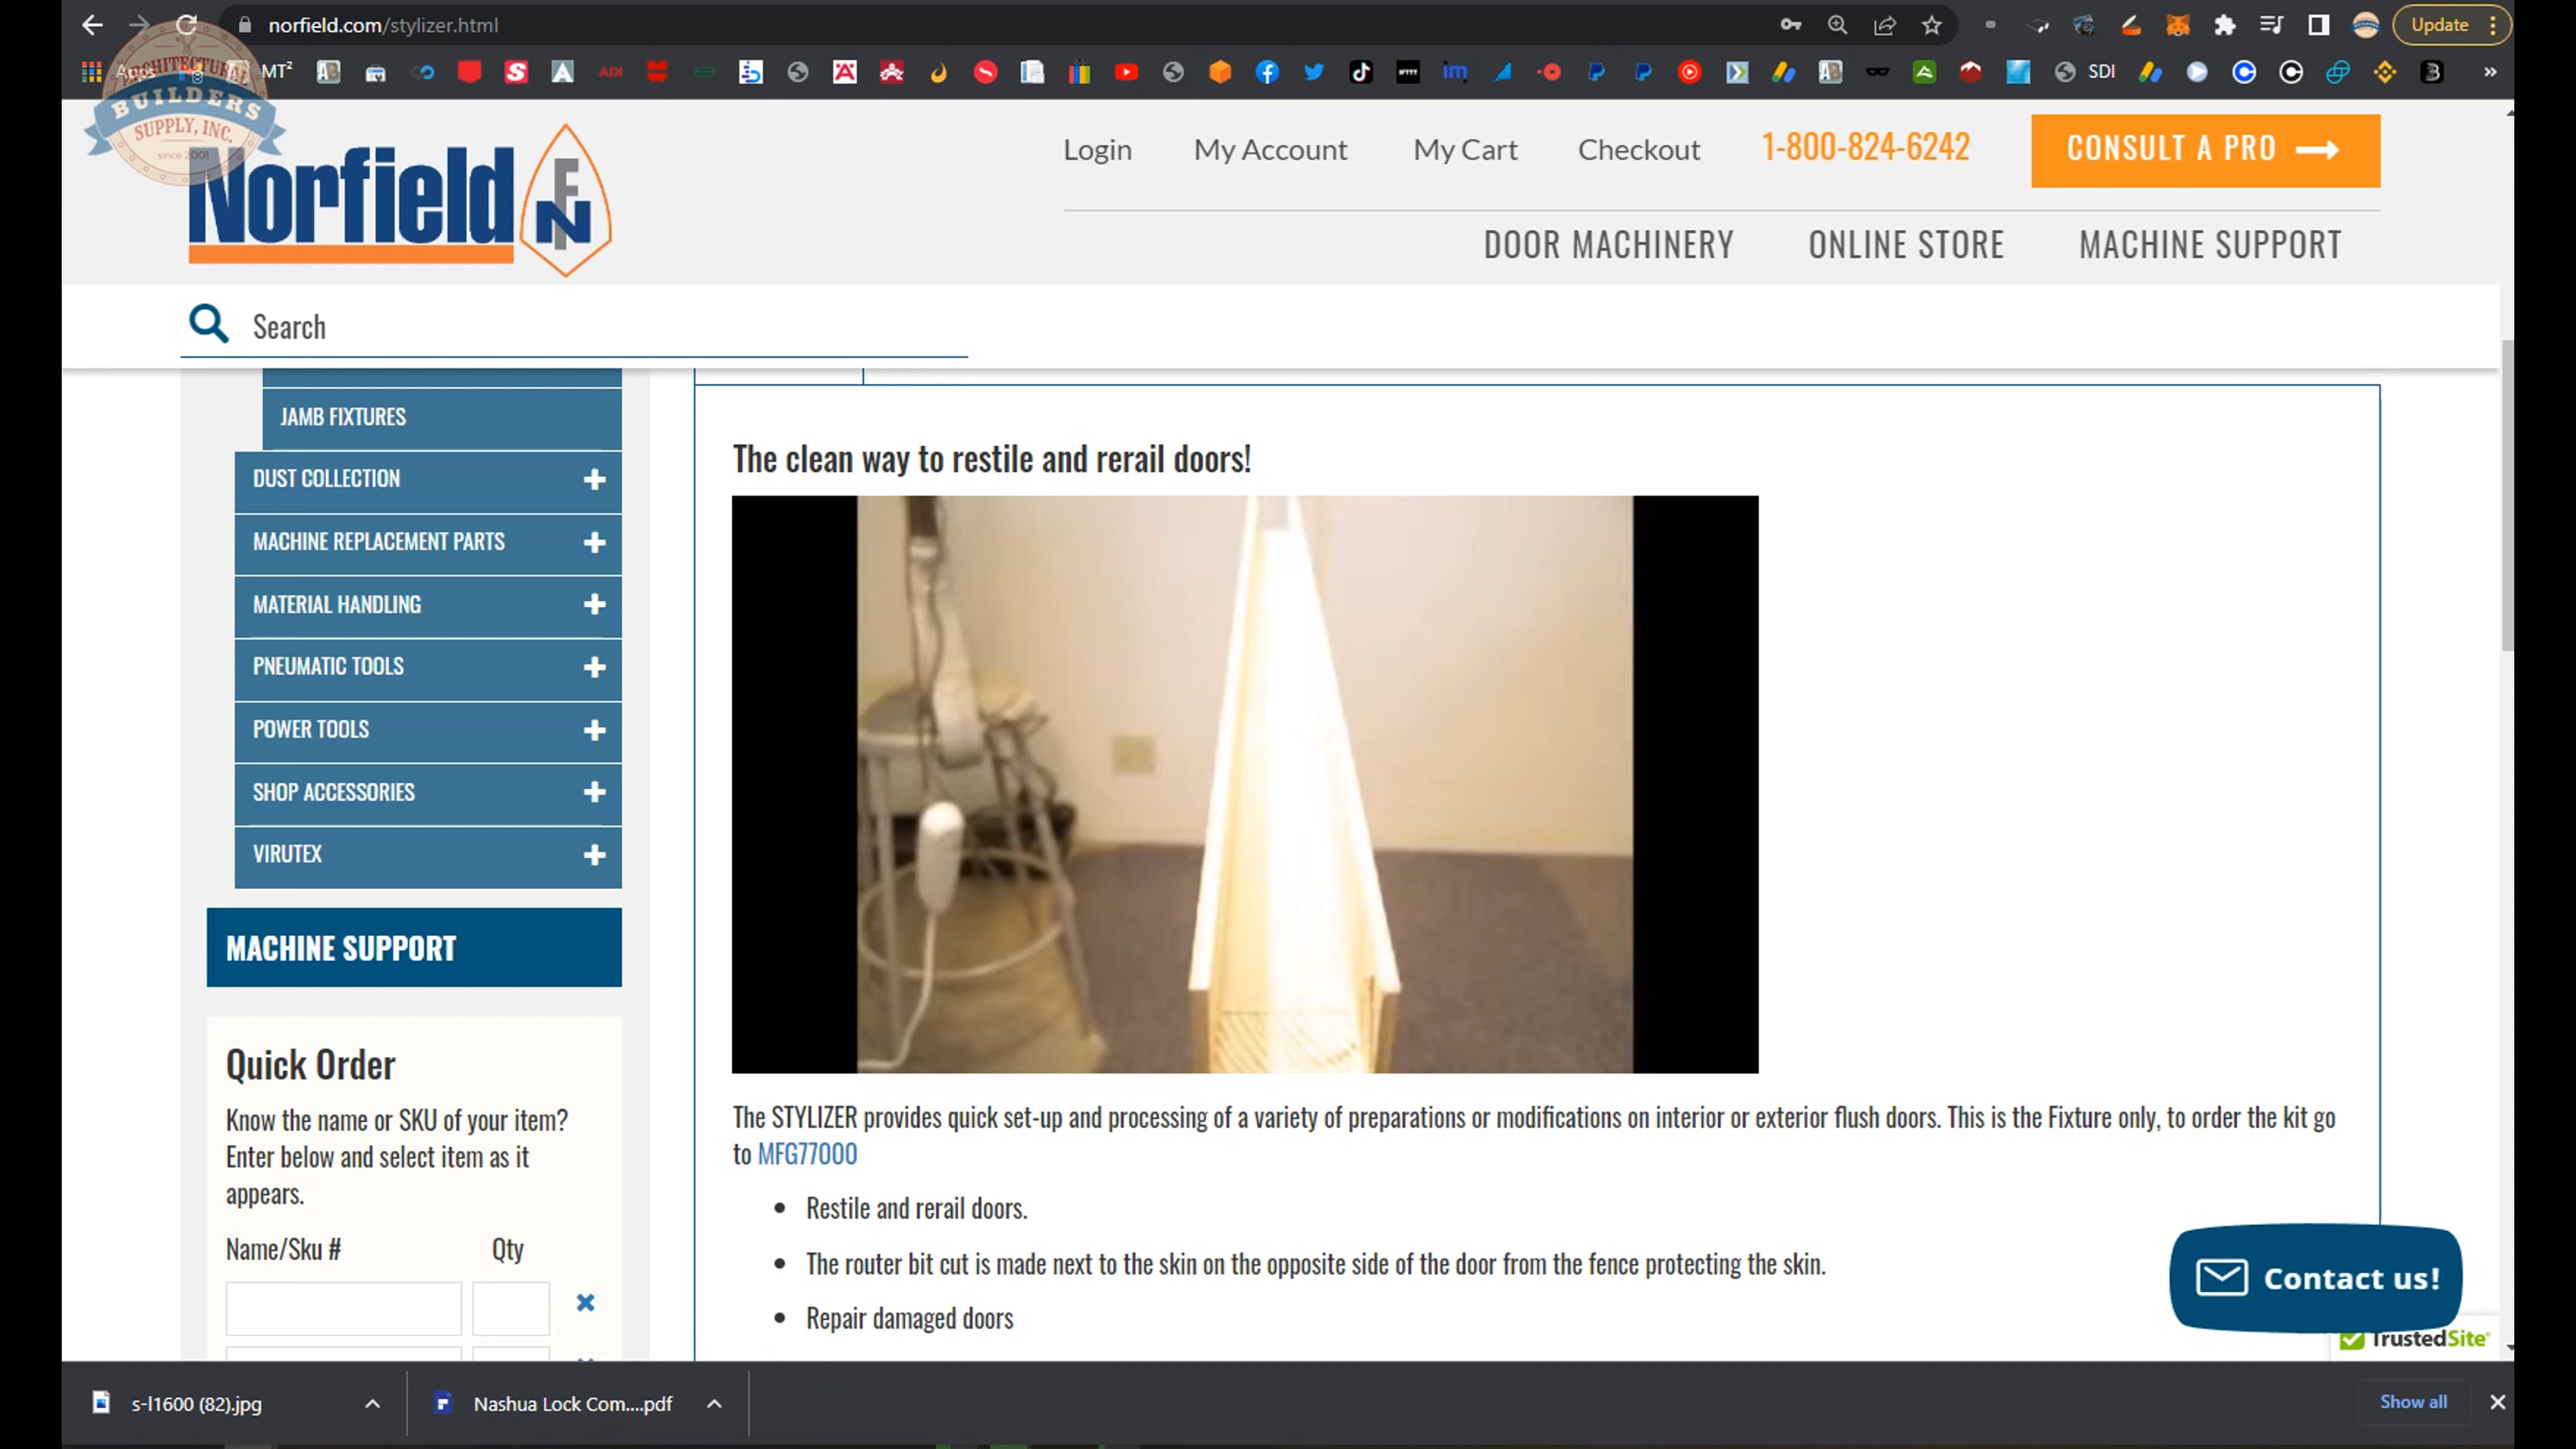 norfield.com/stylizer.html
Update
Apps
MT²
SDI
ARCHITECTURAL
BUILDERS
SUPPLY, INC.
since 2001
Norfield
FN
Login
My Account
My Cart
Checkout
1-800-824-6242
CONSULT A PRO
DOOR MACHINERY
ONLINE STORE
MACHINE SUPPORT
Search
JAMB FIXTURES
DUST COLLECTION
MACHINE REPLACEMENT PARTS
MATERIAL HANDLING
PNEUMATIC TOOLS
POWER TOOLS
SHOP ACCESSORIES
VIRUTEX
MACHINE SUPPORT
Quick Order
Know the name or SKU of your item?
Enter below and select item as it
appears.
Name/Sku #
Qty
The clean way to restile and rerail doors!
The STYLIZER provides quick set-up and processing of a variety of preparations or modifications on interior or exterior flush doors. This is the Fixture only, to order the kit go
to MFG77000
Restile and rerail doors.
The router bit cut is made next to the skin on the opposite side of the door from the fence protecting the skin.
Repair damaged doors
Contact us!
TrustedSite
s-l1600 (82).jpg
Nashua Lock Com....pdf
Show all